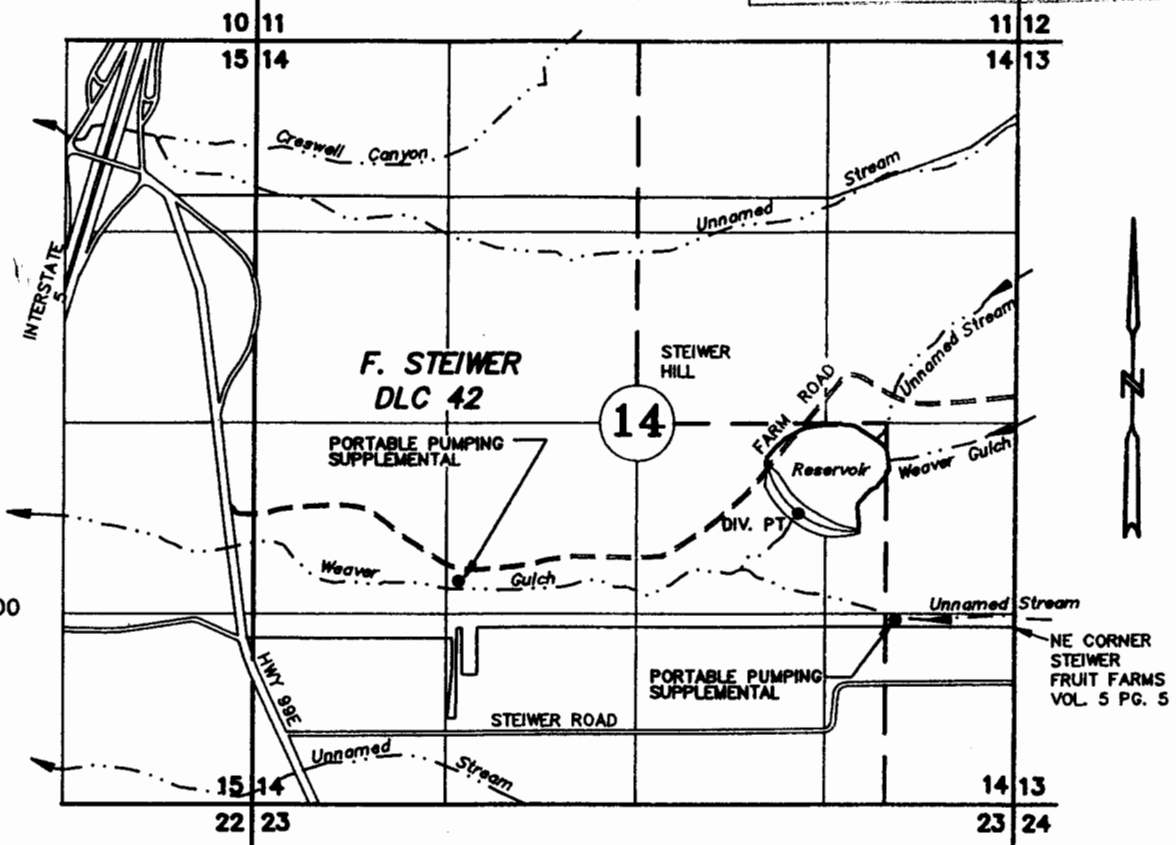 10 11
11 12
15 14
14 13
Creswell Canyon
Unnamed Stream
INTERSTATE 5
Unnamed Stream
F. STEIWER
DLC 42
STEIWER
HILL
14
FARM ROAD
N
PORTABLE PUMPING
SUPPLEMENTAL
Reservoir
Weaver Gulch
DIV. PT
Weaver Gulch
Unnamed Stream
NE CORNER
STEIWER
FRUIT FARMS
VOL. 5 PG. 5
HWY 99E
PORTABLE PUMPING
SUPPLEMENTAL
STEIWER ROAD
Unnamed Stream
15 14
14 13
22 23
23 24